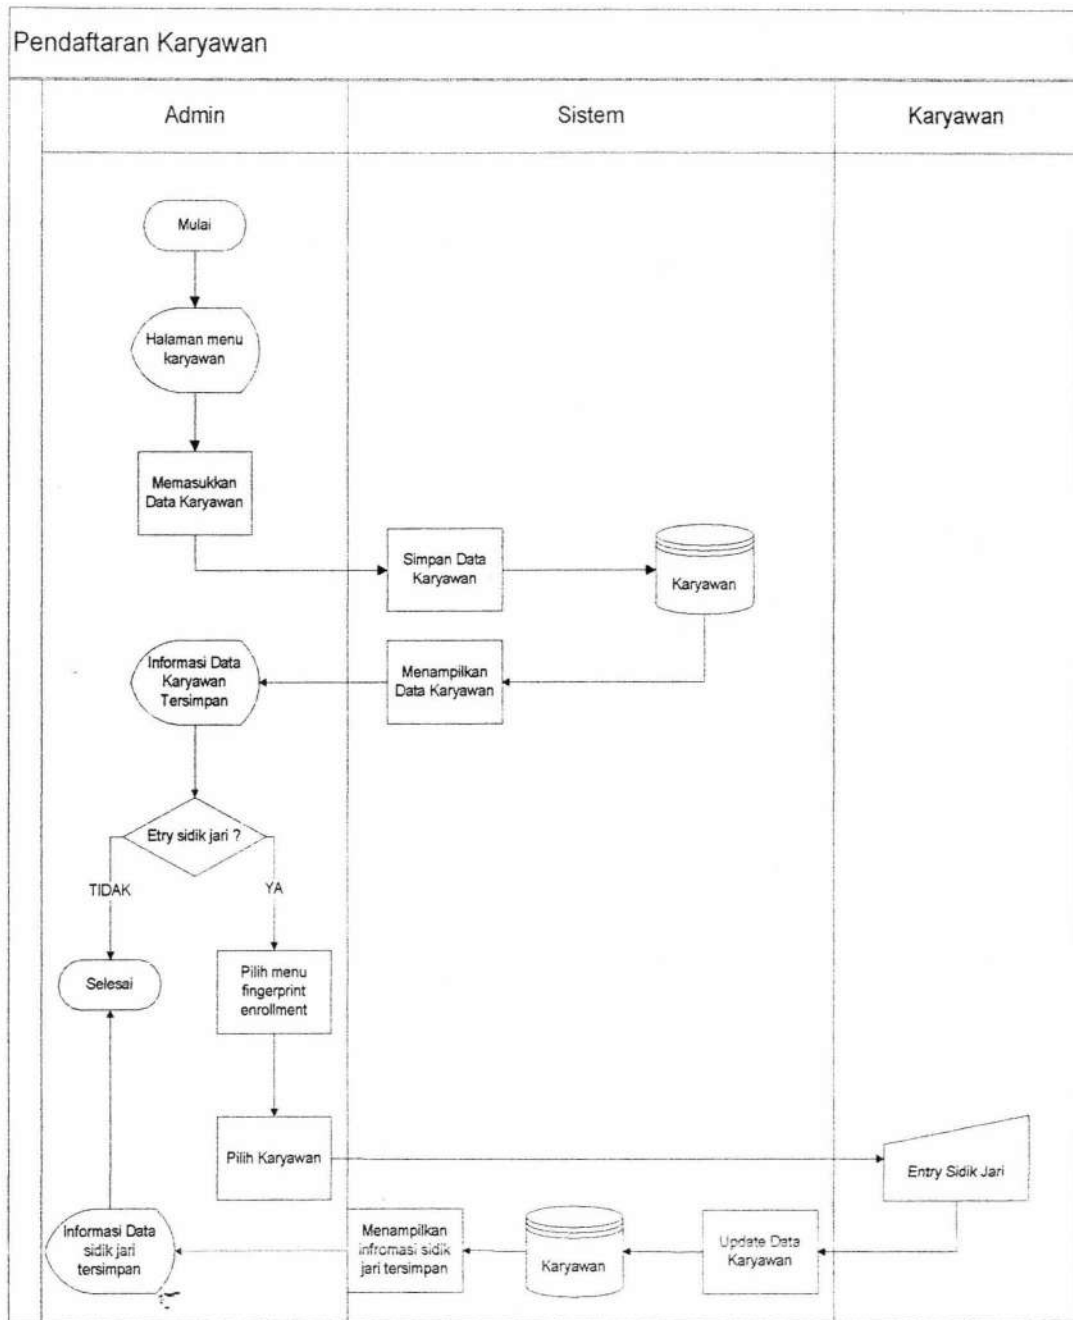 Pendaftaran Karyawan
Admin
Sistem
Karyawan
Mulai
Halaman menu
karyawan
Memasukkan
Data Karyawan
Simpan Data
Karyawan
Karyawan
Informasi Data
Karyawan
Tersimpan
Menampilkan
Data Karyawan
Etry sidik jari ?
TIDAK
YA
Selesai
Pilih menu
fingerprint
enrollment
Pilih Karyawan
Entry Sidik Jari
Informasi Data
sidik jari
tersimpan
Menampilkan
infromasi sidik
jari tersimpan
Karyawan
Update Data
Karyawan